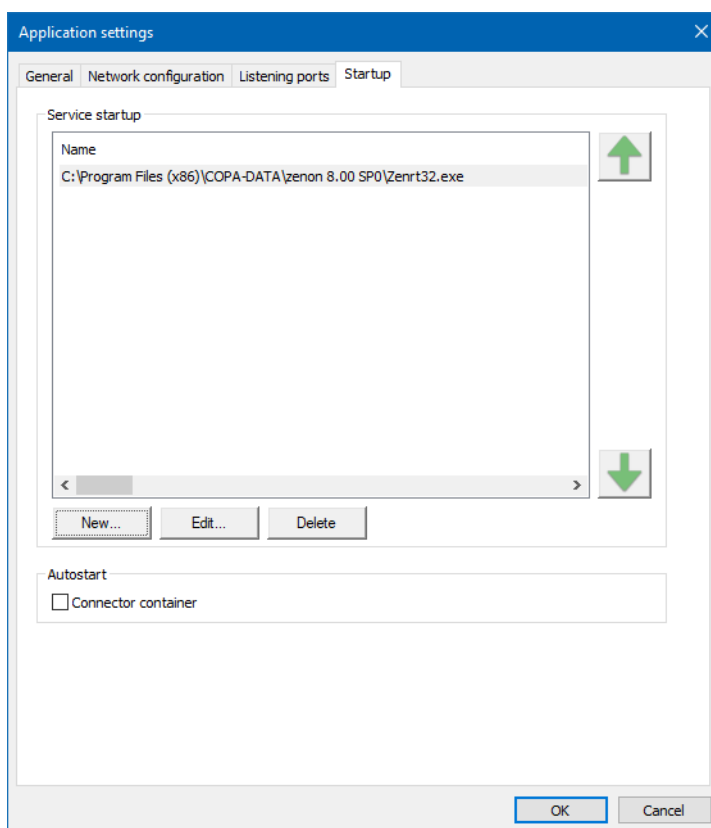 Application settings
General Network configuration Listening ports Startup
Service startup
Name
C:\Program Files (x86)\COPA-DATA\zenon 8.00 SP0\Zenrt32.exe
New... Edit... Delete
Autostart
Connector container
OK Cancel